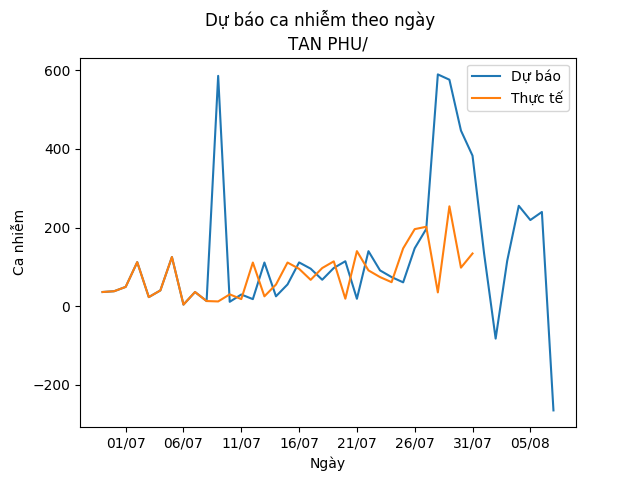 Dự báo ca nhiễm theo ngày
TAN PHU/
Dự báo
Thực tế
600
400
200
0
−200
Ca nhiễm
01/07
06/07
11/07
16/07
21/07
26/07
31/07
05/08
Ngày